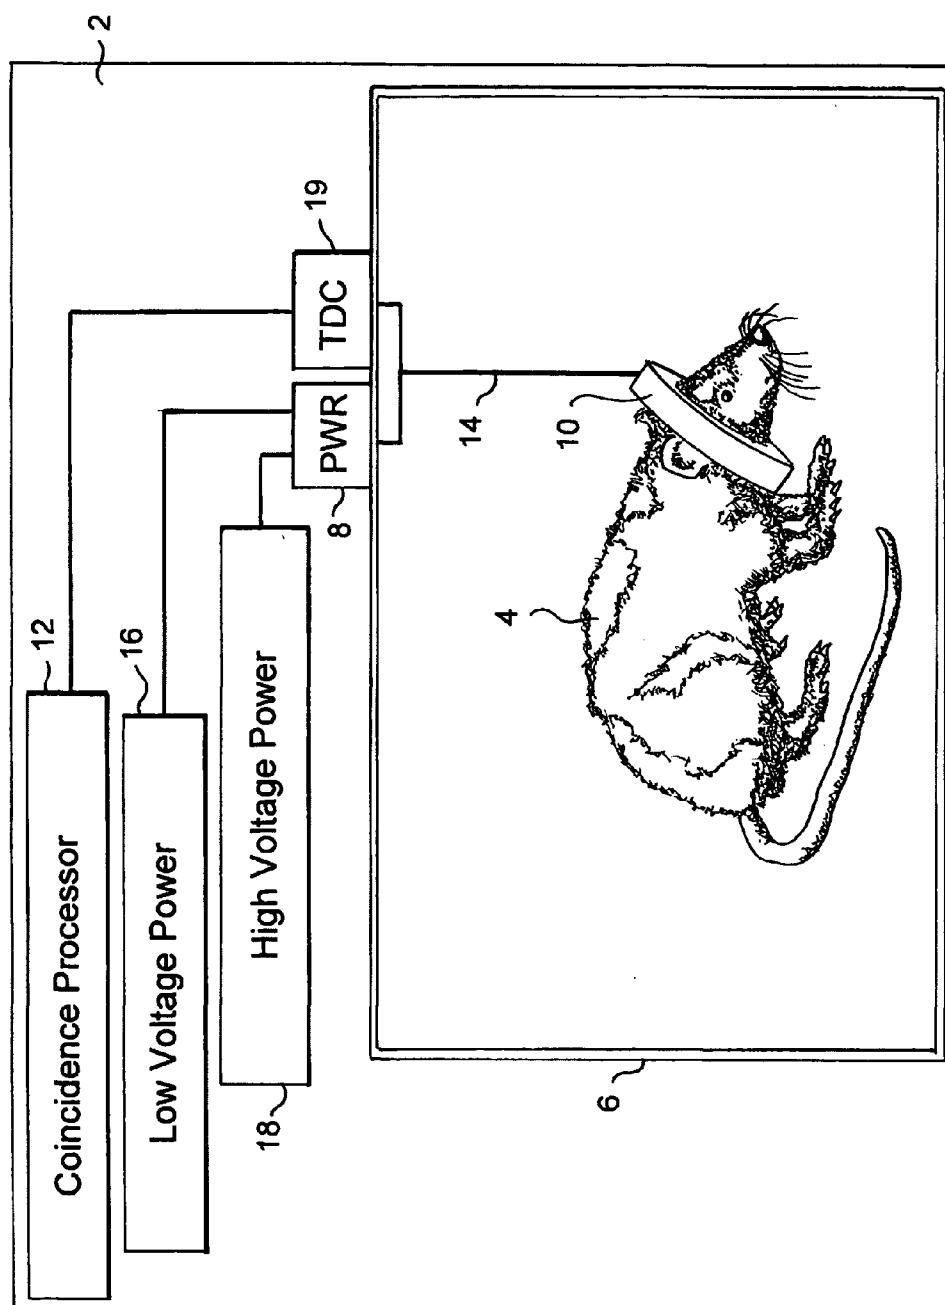 2
Coincidence Processor
12
Low Voltage Power
16
High Voltage Power
18
PWR
8
TDC
19
14
10
4
6